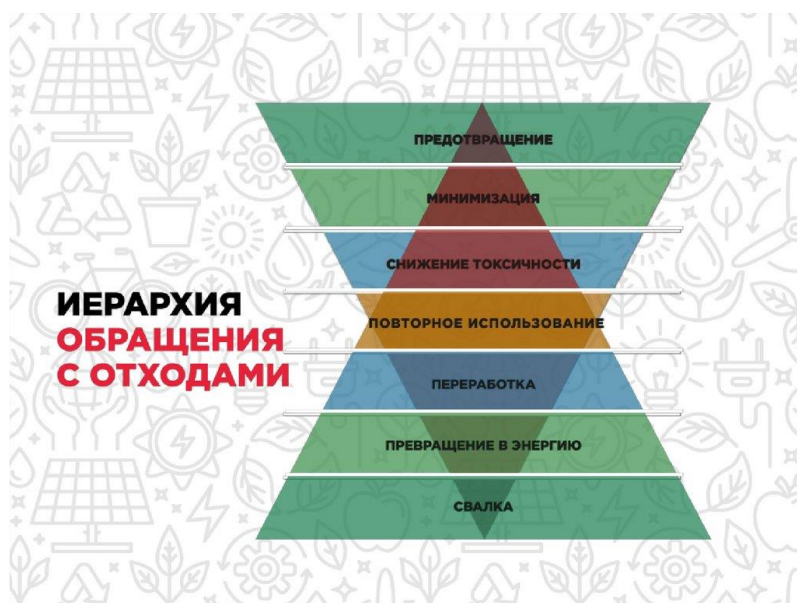 ИЕРАРХИЯ
ОБРАЩЕНИЯ
С ОТХОДАМИ
ПРЕДОТВРАЩЕНИЕ
МИНИМИЗАЦИЯ
СНИЖЕНИЕ ТОКСИЧНОСТИ
ПОВТОРНОЕ ИСПОЛЬЗОВАНИЕ
ПЕРЕРАБОТКА
ПРЕВРАЩЕНИЕ В ЭНЕРГИЮ
СВАЛКА